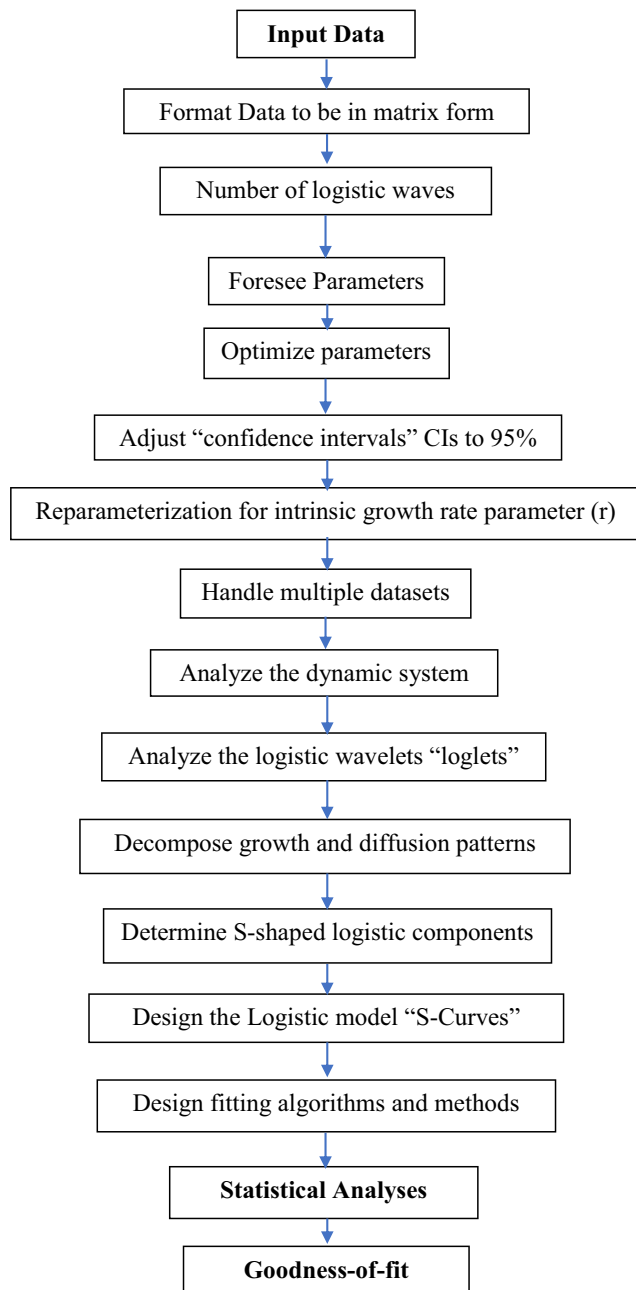 Input Data
Format Data to be in matrix form
Number of logistic waves
Foresee Parameters
Optimize parameters
Adjust “confidence intervals” CIs to 95%
Reparameterization for intrinsic growth rate parameter (r)
Handle multiple datasets
Analyze the dynamic system
Analyze the logistic wavelets “loglets”
Decompose growth and diffusion patterns
Determine S-shaped logistic components
Design the Logistic model “S-Curves”
Design fitting algorithms and methods
Statistical Analyses
Goodness-of-fit